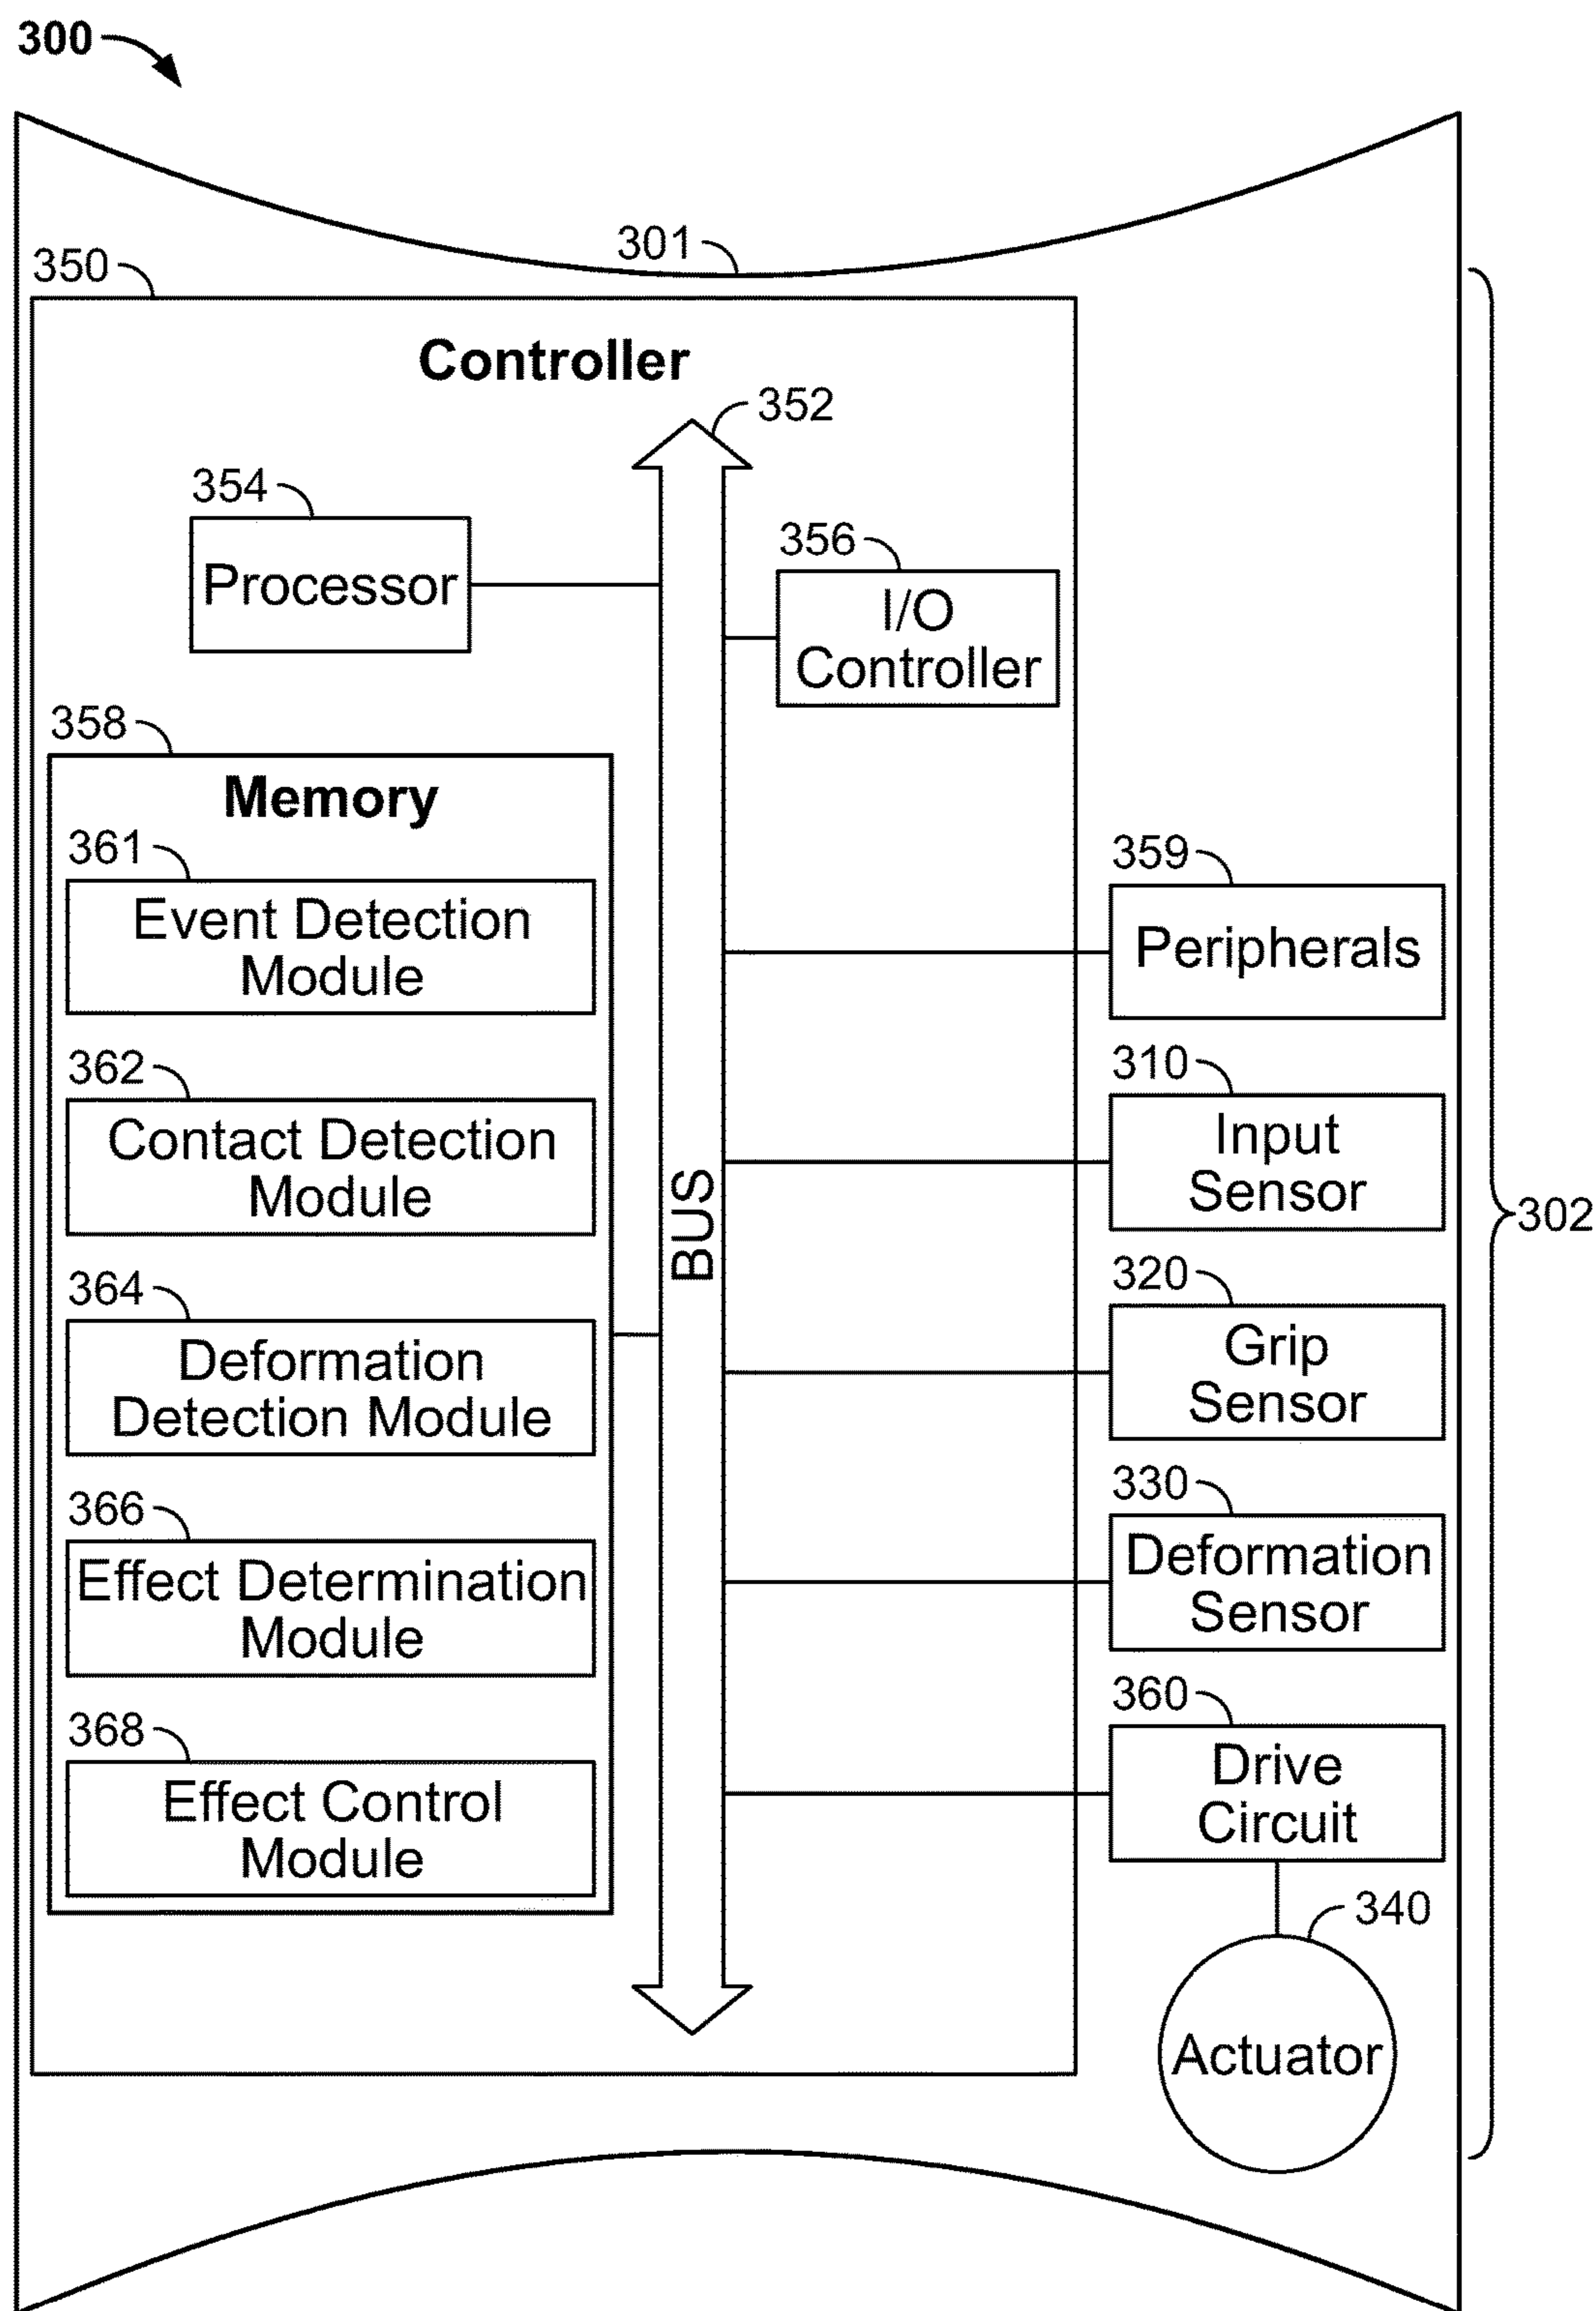 300
301
350
Controller
352
354
Processor
356
I/O
Controller
358
Memory
361
Event Detection
Module
362
Contact Detection
Module
364
Deformation
Detection Module
366
Effect Determination
Module
368
Effect Control
Module
BUS
359
Peripherals
310
Input
Sensor
320
Grip
Sensor
330
Deformation
Sensor
360
Drive
Circuit
340
Actuator
302